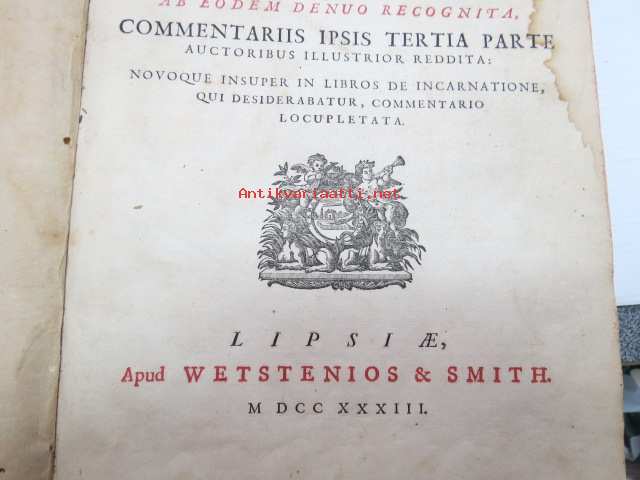 AB EODEM DENUO RECOGNITA,
COMMENTARIIS IPSIS TERTIA PARTE
AUCTORIBUS ILLUSTRIOR REDDITA:
NOVOQUE INSUPER IN LIBROS DE INCARNATIONE,
QUI DESIDERABATUR, COMMENTARIO
LOCUPLETATA.
Antikvariaatti.net
LIPSIÆ,
Apud WETSTENIOS & SMITH.
M DCC XXXIII.